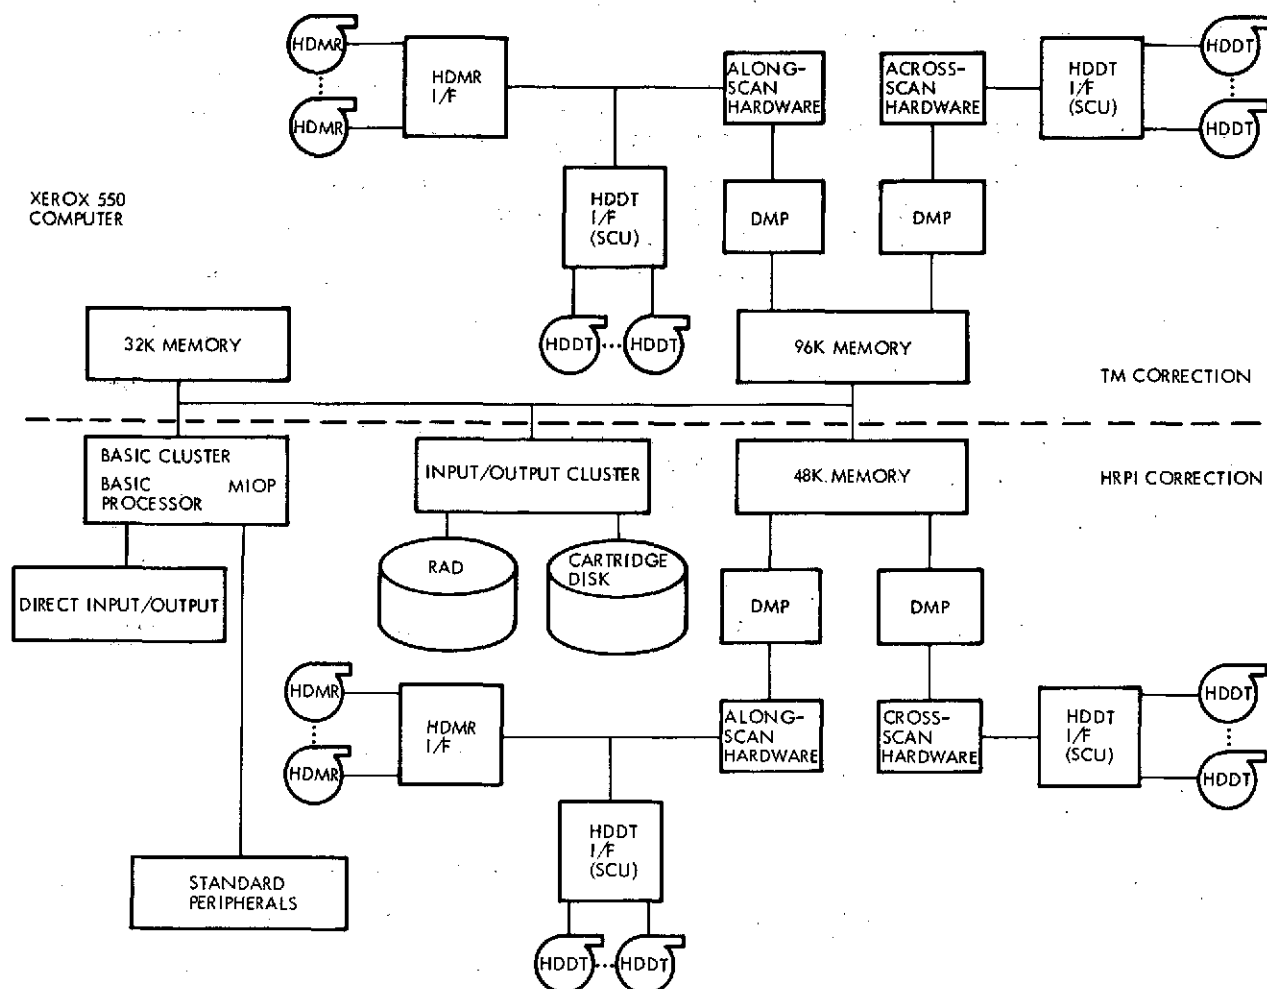 HDMR
HDMR
HDMR
I/F
ALONG-
SCAN
HARDWARE
ACROSS-
SCAN
HARDWARE
HDDT
I/F
(SCU)
HDDT
HDDT
XEROX 550
COMPUTER
HDDT
I/F
(SCU)
DMP
DMP
HDDT
HDDT
32K MEMORY
96K MEMORY
TM CORRECTION
BASIC CLUSTER
BASIC
PROCESSOR
MIOP
INPUT/OUTPUT CLUSTER
48K MEMORY
HRPI CORRECTION
DIRECT INPUT/OUTPUT
RAD
CARTRIDGE
DISK
DMP
DMP
HDMR
HDMR
HDMR
I/F
ALONG-
SCAN
HARDWARE
CROSS-
SCAN
HARDWARE
HDDT
I/F
(SCU)
HDDT
HDDT
HDDT
I/F
(SCU)
STANDARD
PERIPHERALS
HDDT
HDDT